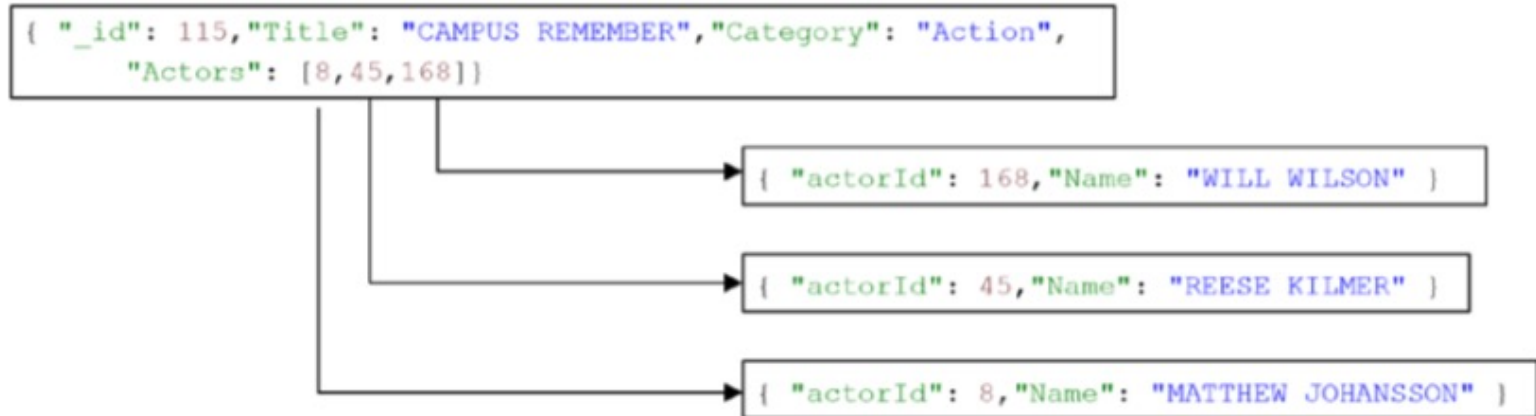 { "_id": 115,"Title": "CAMPUS REMEMBER","Category": "Action",
"Actors": [8,45,168]}
{ "actorId": 168,"Name": "WILL WILSON" }
{ "actorId": 45,"Name": "REESE KILMER" }
{ "actorId": 8,"Name": "MATTHEW JOHANSSON" }